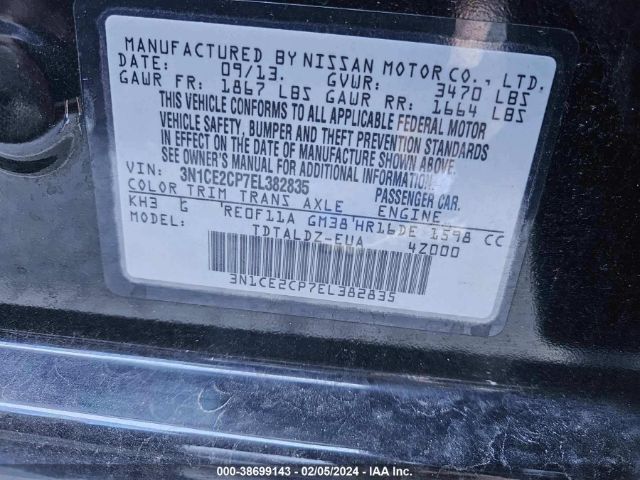 MANUFACTURED BY NISSAN MOTOR CO., LTD.
DATE: 09/13. GVWR: 3470 LBS
GAWR FR: 1867 LBS GAWR RR: 1664 LBS
THIS VEHICLE CONFORMS TO ALL APPLICABLE FEDERAL MOTOR
VEHICLE SAFETY, BUMPER AND THEFT PREVENTION STANDARDS
IN EFFECT ON THE DATE OF MANUFACTURE SHOWN ABOVE.
SEE OWNER'S MANUAL FOR ADDITIONAL INFORMATION.
VIN: 3N1CE2CP7EL382835 PASSENGER CAR.
COLOR TRIM TRANS AXLE ENGINE
KH3 G RE0F11A GM38 HR16DE 1598 CC
MODEL: TDTALDZ-EUA 4Z000
3N1CE2CP7EL382835
00-38699143 - 02/05/2024 - IAA Inc.